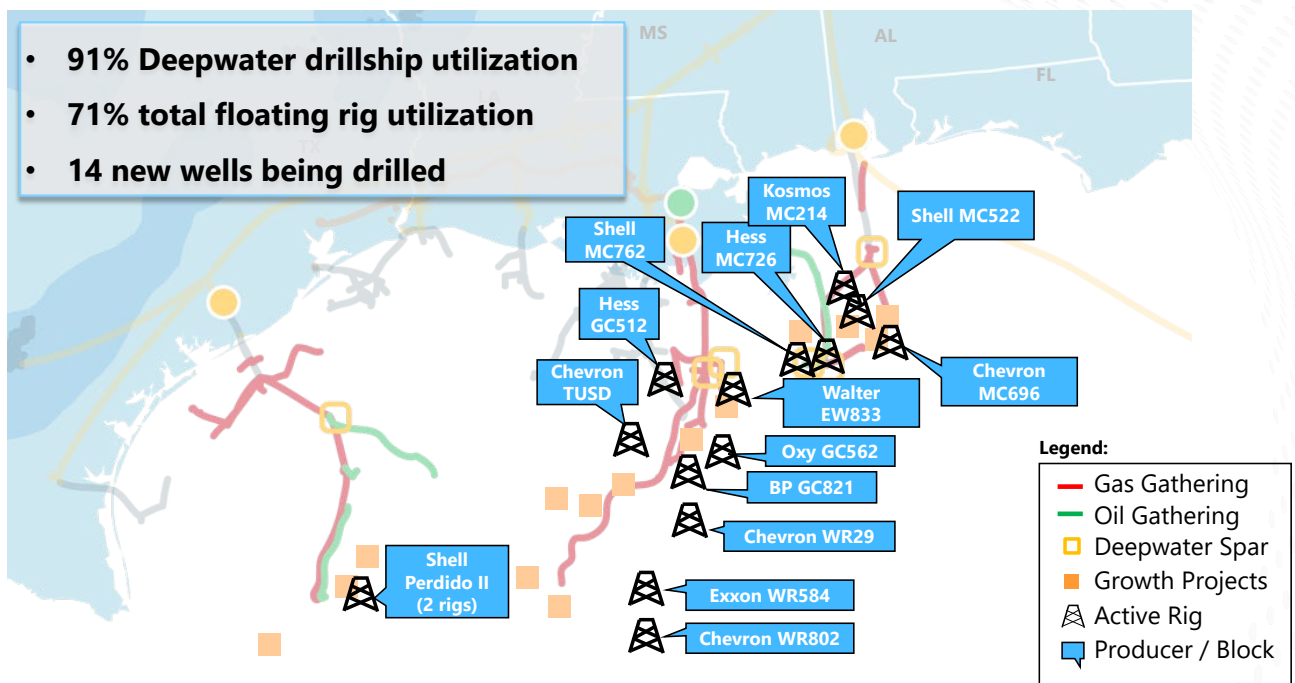 • 91% Deepwater drillship utilization
• 71% total floating rig utilization
• 14 new wells being drilled
MS
AL
FL
TX
Kosmos
MC214
Shell MC522
Shell
MC762
Hess
MC726
Hess
GC512
Chevron
TUSD
Chevron
MC696
Walter
EW833
Oxy GC562
BP GC821
Chevron WR29
Shell
Perdido II
(2 rigs)
Exxon WR584
Chevron WR802
Legend:
Gas Gathering
Oil Gathering
Deepwater Spar
Growth Projects
Active Rig
Producer / Block